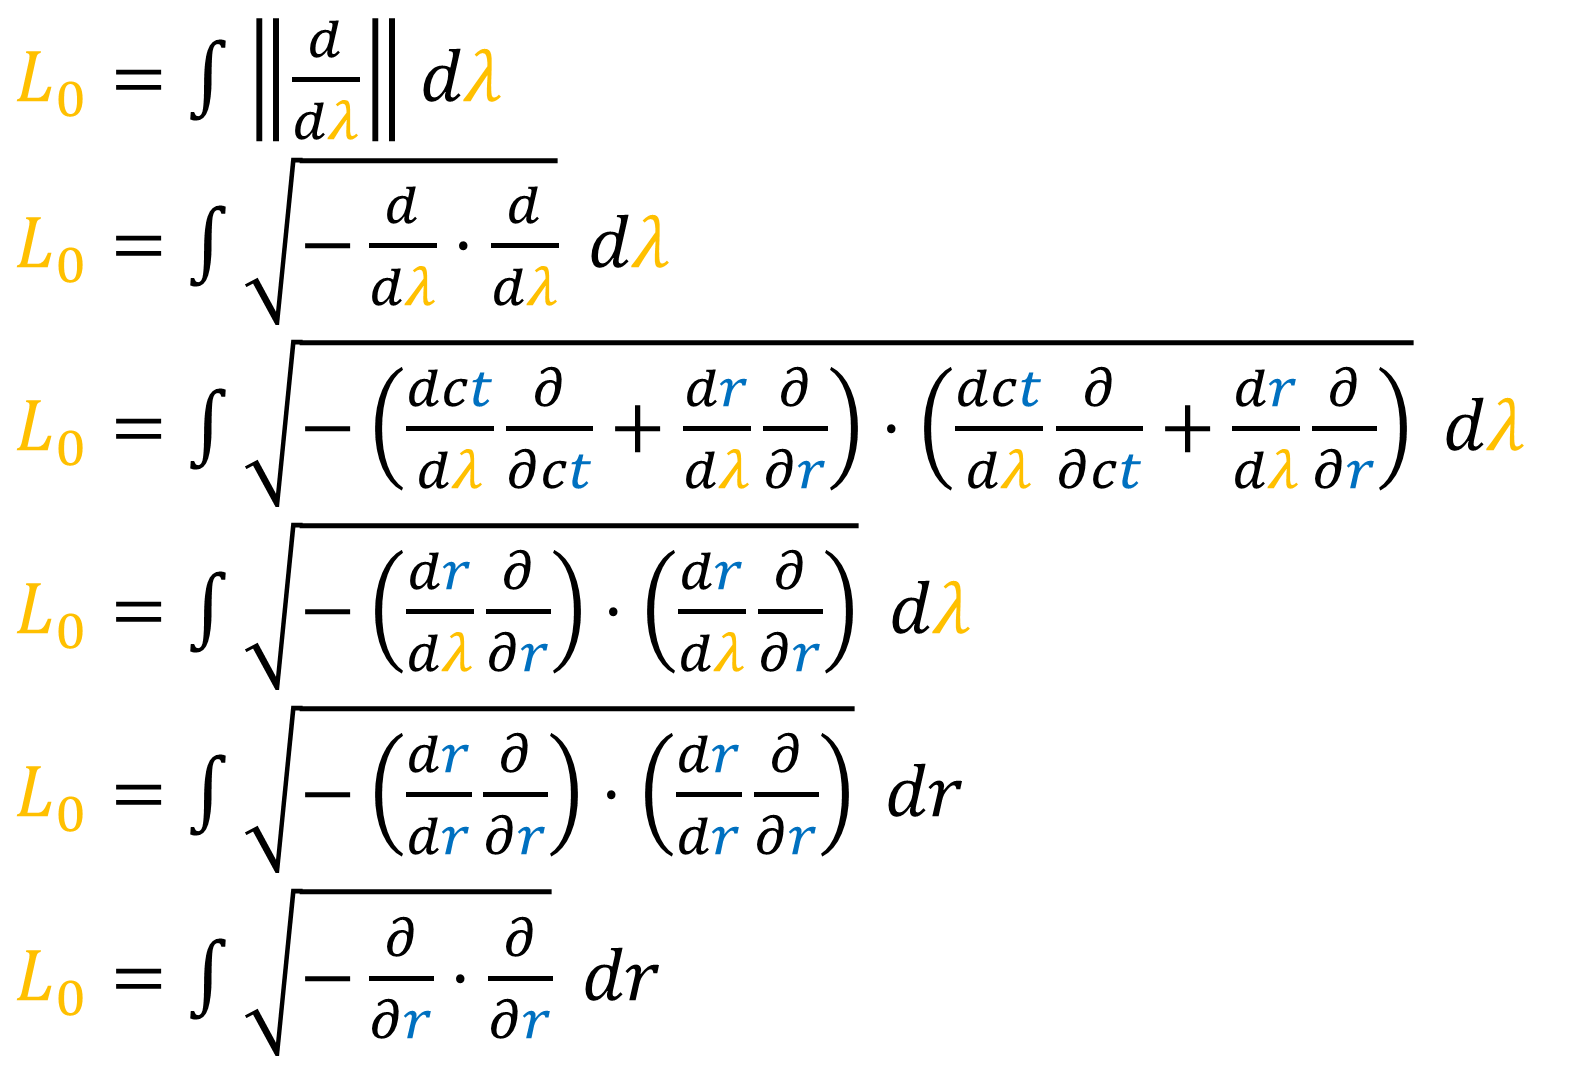 L₀ = ∫ ‖d/dλ‖ dλ
L₀ = ∫ √(− d/dλ · d/dλ) dλ
L₀ = ∫ √(− (dct/dλ ∂/∂ct + dr/dλ ∂/∂r) · (dct/dλ ∂/∂ct + dr/dλ ∂/∂r)) dλ
L₀ = ∫ √(− (dr/dλ ∂/∂r) · (dr/dλ ∂/∂r)) dλ
L₀ = ∫ √(− (dr/dr ∂/∂r) · (dr/dr ∂/∂r)) dr
L₀ = ∫ √(− ∂/∂r · ∂/∂r) dr